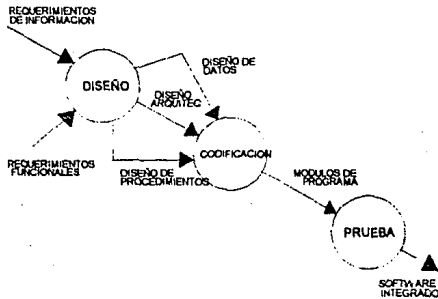 REQUERIMIENTOS
DE INFORMACION
DISEÑO DE
DATOS
DISEÑO
DISEÑO
ARQUITEC
CODIFICACION
REQUERIMIENTOS
FUNCIONALES
DISEÑO DE
PROCEDIMIENTOS
MODULOS DE
PROGRAMA
PRUEBA
SOFTWARE
INTEGRADO